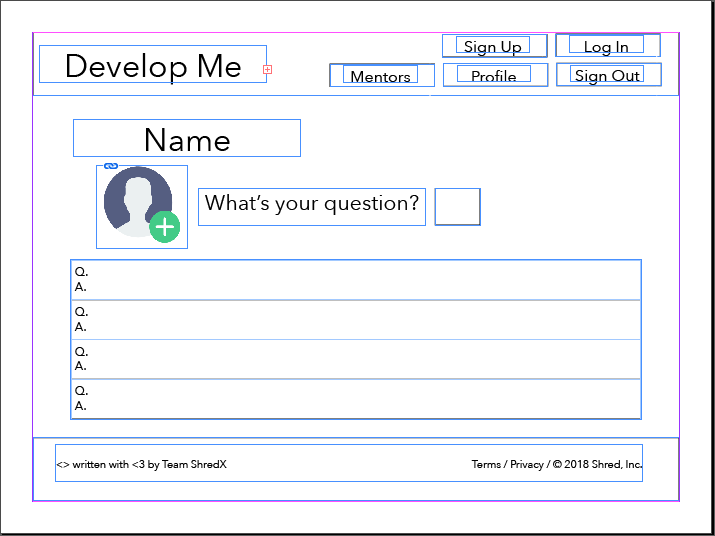 Develop Me
Sign Up
Log In
Mentors
Profile
Sign Out
Name
What's your question?
Q.
A.
Q.
A.
Q.
A.
Q.
A.
<> written with <3 by Team ShredX
Terms / Privacy / © 2018 Shred, Inc.